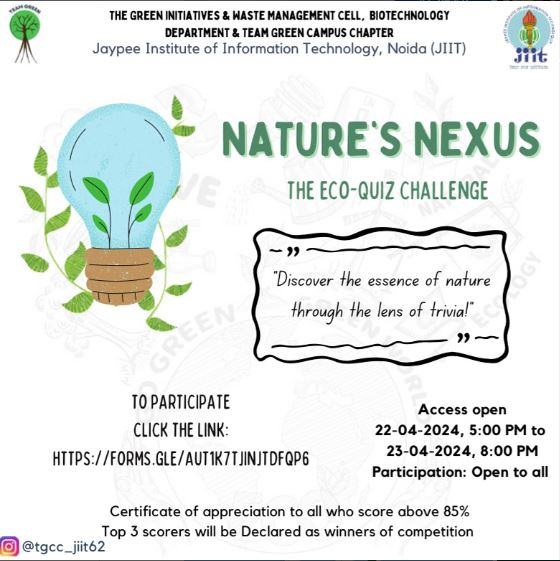 TEAM GREEN
THE GREEN INITIATIVES & WASTE MANAGEMENT CELL, BIOTECHNOLOGY
DEPARTMENT & TEAM GREEN CAMPUS CHAPTER
Jaypee Institute of Information Technology, Noida (JIIT)
jiit
NATURE'S NEXUS
THE ECO-QUIZ CHALLENGE
"Discover the essence of nature
through the lens of trivia!"
TO PARTICIPATE
CLICK THE LINK:
HTTPS://FORMS.GLE/AUT1K7TJINJTDFQP6
Access open
22-04-2024, 5:00 PM to
23-04-2024, 8:00 PM
Participation: Open to all
Certificate of appreciation to all who score above 85%
Top 3 scorers will be Declared as winners of competition
@tgcc_jiit62